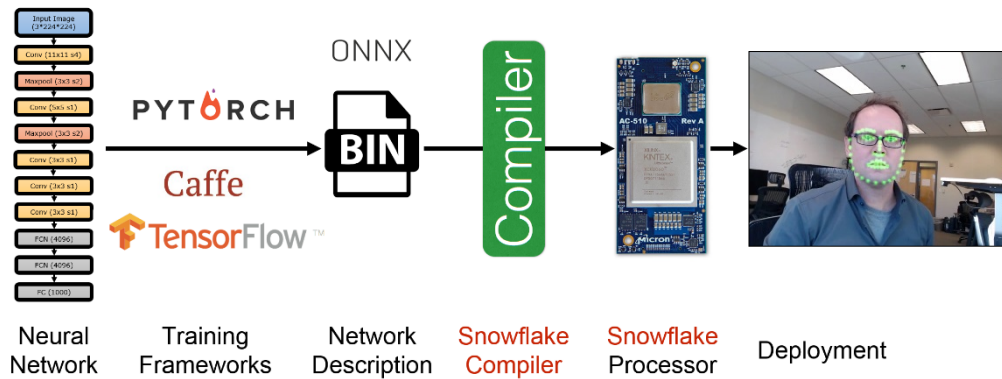 Input Image
(3*224*224)
Conv (11x11 s4)
Maxpool (3x3 s2)
Conv (5x5 s1)
Maxpool (3x3 s2)
Conv (3x3 s1)
Conv (3x3 s1)
Conv (3x3 s1)
FCN (4096)
FCN (4096)
FC (1000)
PYTORCH
Caffe
TensorFlow™
ONNX
BIN
Compiler
AC-510 Rev A
KINTEX
Micron
Neural
Network
Training
Frameworks
Network
Description
Snowflake
Compiler
Snowflake
Processor
Deployment